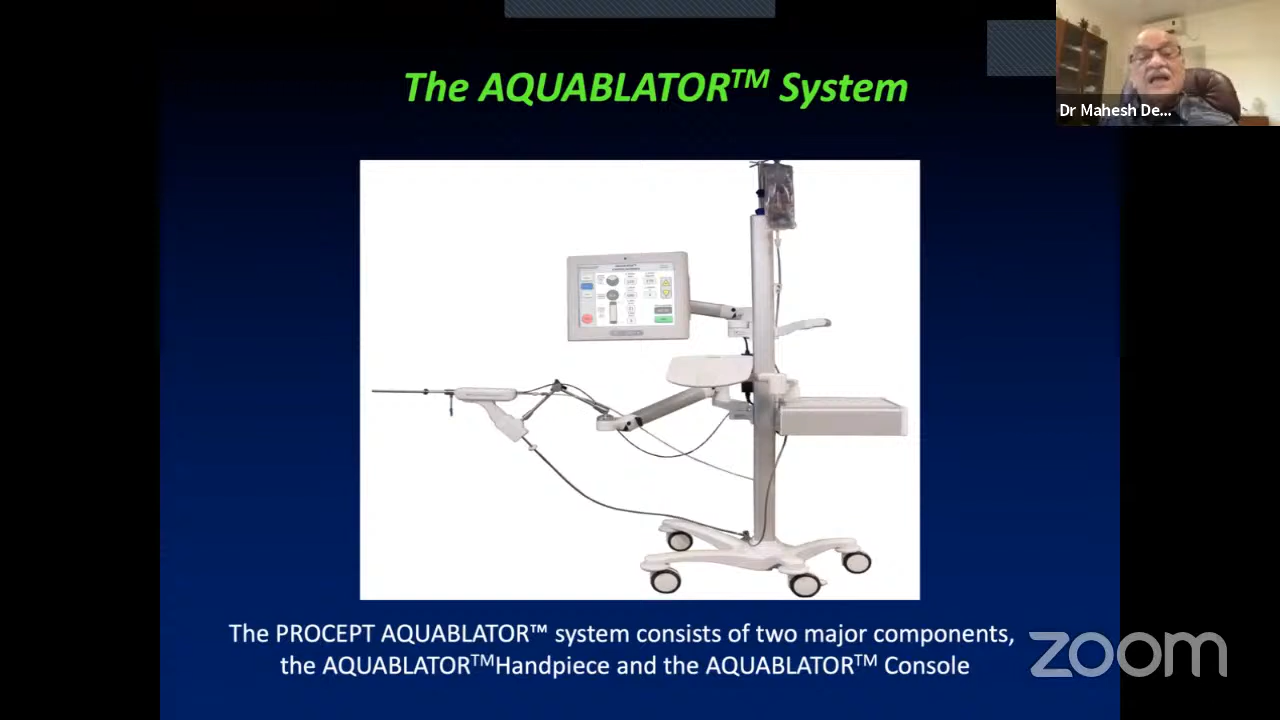 The AQUABLATOR™ System
Dr Mahesh De...
The PROCEPT AQUABLATOR™ system consists of two major components,
the AQUABLATOR™Handpiece and the AQUABLATOR™ Console
zoom